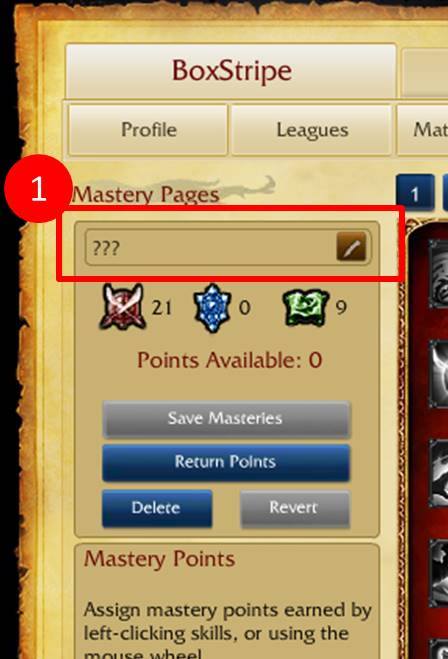 BoxStripe
Profile
Leagues
Mat
1
Mastery Pages
1
???
21
0
9
Points Available: 0
Save Masteries
Return Points
Delete
Revert
Mastery Points
Assign mastery points earned by
left-clicking skills, or using the
mouse wheel